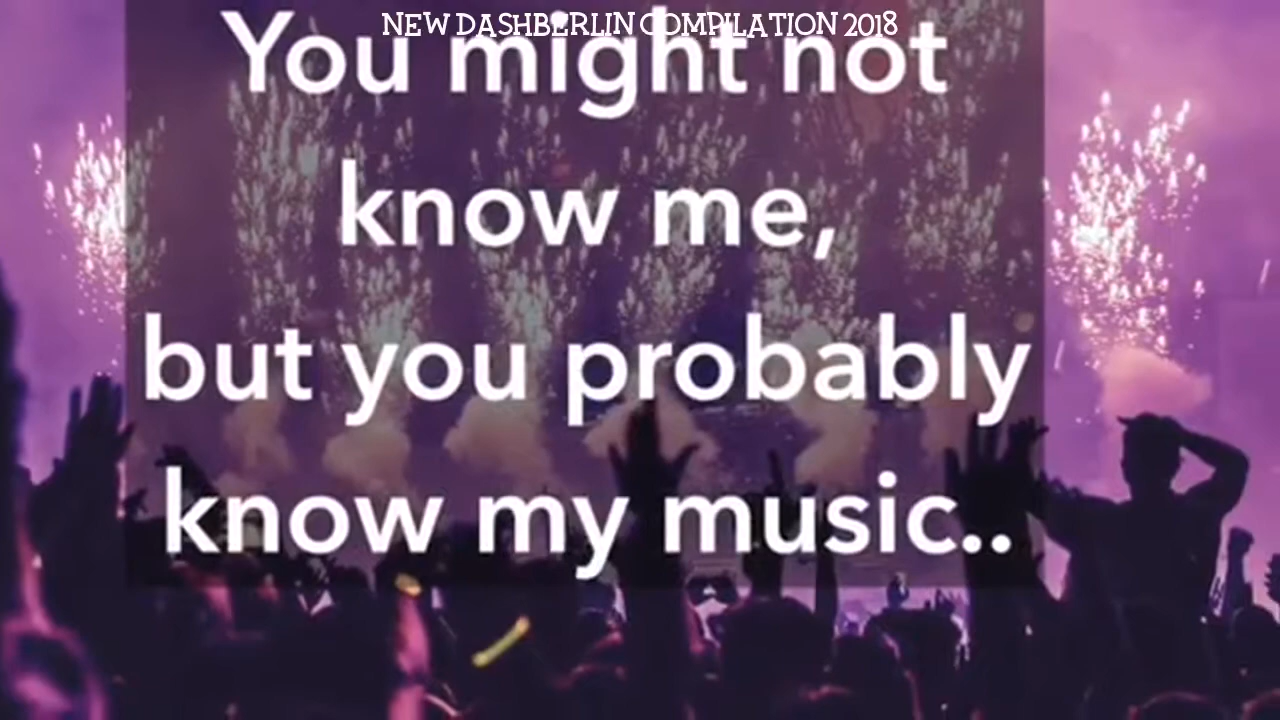 NEW DASHBERLIN COMPILATION 2018
You might not
know me,
but you probably
know my music..